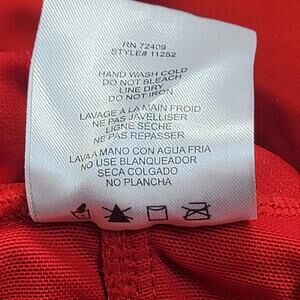 RN 72409
STYLE# 11252
HAND WASH COLD
DO NOT BLEACH
LINE DRY
DO NOT IRON
LAVAGE À LA MAIN FROID
NE PAS JAVELLISER
LIGNE SÈCHE
NE PAS REPASSER
LAVA A MANO CON AGUA FRIA
NO USE BLANQUEADOR
SECA COLGADO
NO PLANCHA